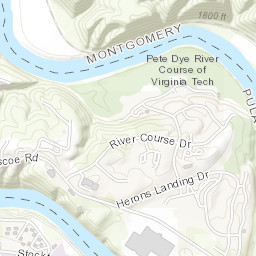 1800 ft
MONTGOMERY
Pete Dye River
Course of
Virginia Tech
PULA
River Course Dr
scoe Rd
Herons Landing Dr
Stock